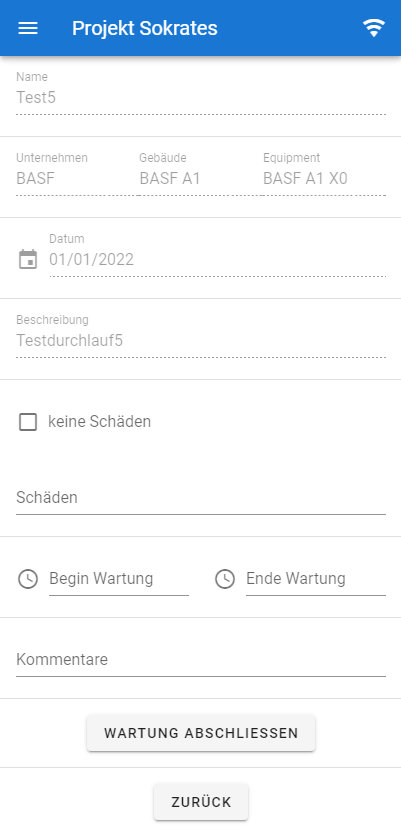 Projekt Sokrates
Name
Test5
Unternehmen Gebäude Equipment
BASF BASF A1 BASF A1 X0
Datum
01/01/2022
Beschreibung
Testdurchlauf5
keine Schäden
Schäden
Begin Wartung Ende Wartung
Kommentare
WARTUNG ABSCHLIESSEN
ZURÜCK